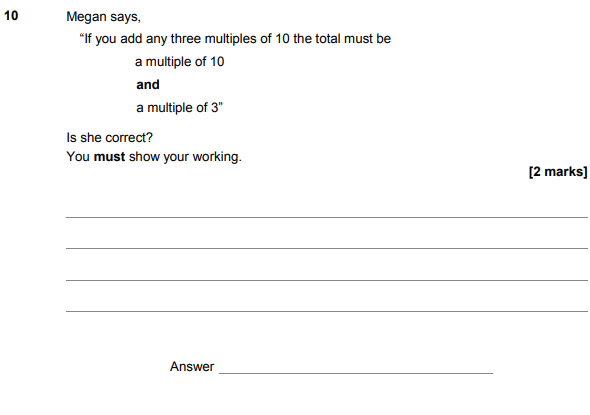 10 Megan says,
“If you add any three multiples of 10 the total must be
a multiple of 10
and
a multiple of 3”
Is she correct?
You must show your working.
[2 marks]
Answer